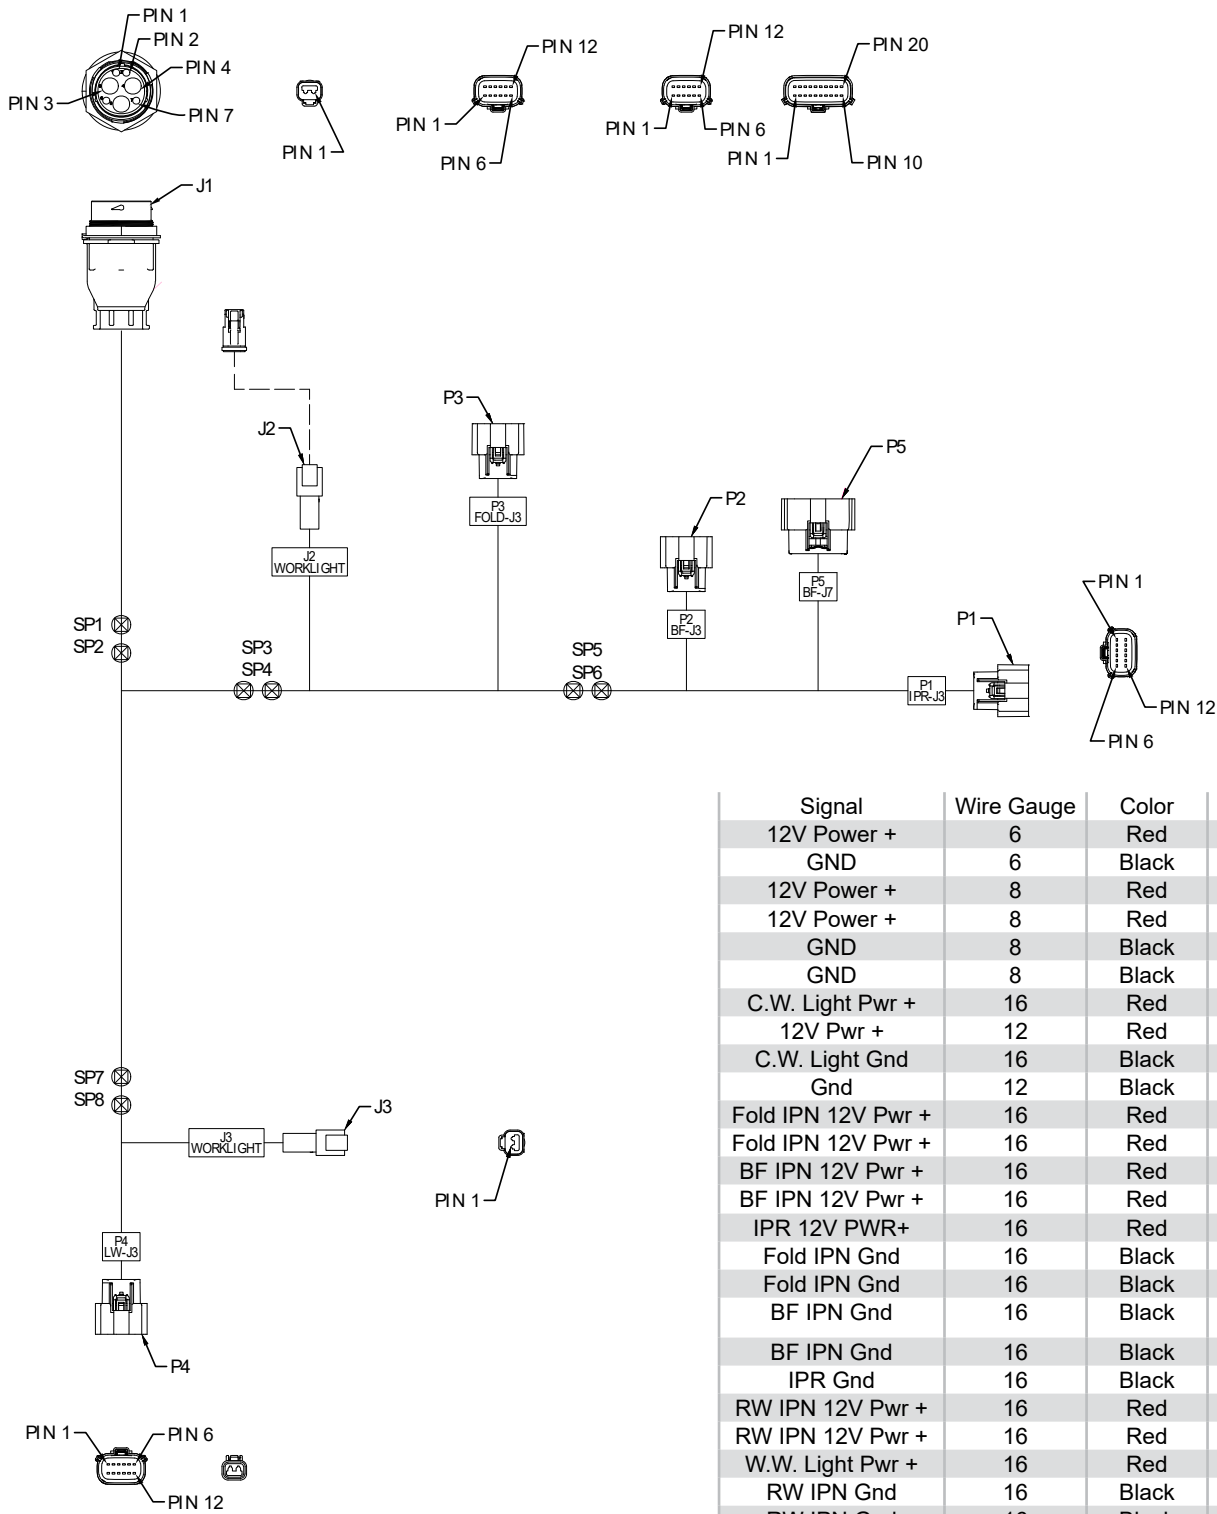 PIN 1
PIN 2
PIN 4
PIN 3
PIN 7
PIN 1
PIN 12
PIN 1
PIN 6
PIN 12
PIN 1
PIN 6
PIN 20
PIN 1
PIN 10
J1
J2
J2
WORKLIGHT
P3
P3
FOLD-J3
P2
P2
BF-J3
P5
P5
BF-J7
P1
P1
IPR-J3
PIN 1
PIN 12
PIN 6
SP1
SP2
SP3
SP4
SP5
SP6
SP7
SP8
J3
WORKLIGHT
J3
PIN 1
P4
LW-J3
P4
PIN 1
PIN 6
PIN 12
Signal Wire Gauge Color
12V Power + 6 Red
GND 6 Black
12V Power + 8 Red
12V Power + 8 Red
GND 8 Black
GND 8 Black
C.W. Light Pwr + 16 Red
12V Pwr + 12 Red
C.W. Light Gnd 16 Black
Gnd 12 Black
Fold IPN 12V Pwr + 16 Red
Fold IPN 12V Pwr + 16 Red
BF IPN 12V Pwr + 16 Red
BF IPN 12V Pwr + 16 Red
IPR 12V PWR+ 16 Red
Fold IPN Gnd 16 Black
Fold IPN Gnd 16 Black
BF IPN Gnd 16 Black
BF IPN Gnd 16 Black
IPR Gnd 16 Black
RW IPN 12V Pwr + 16 Red
RW IPN 12V Pwr + 16 Red
W.W. Light Pwr + 16 Red
RW IPN Gnd 16 Black